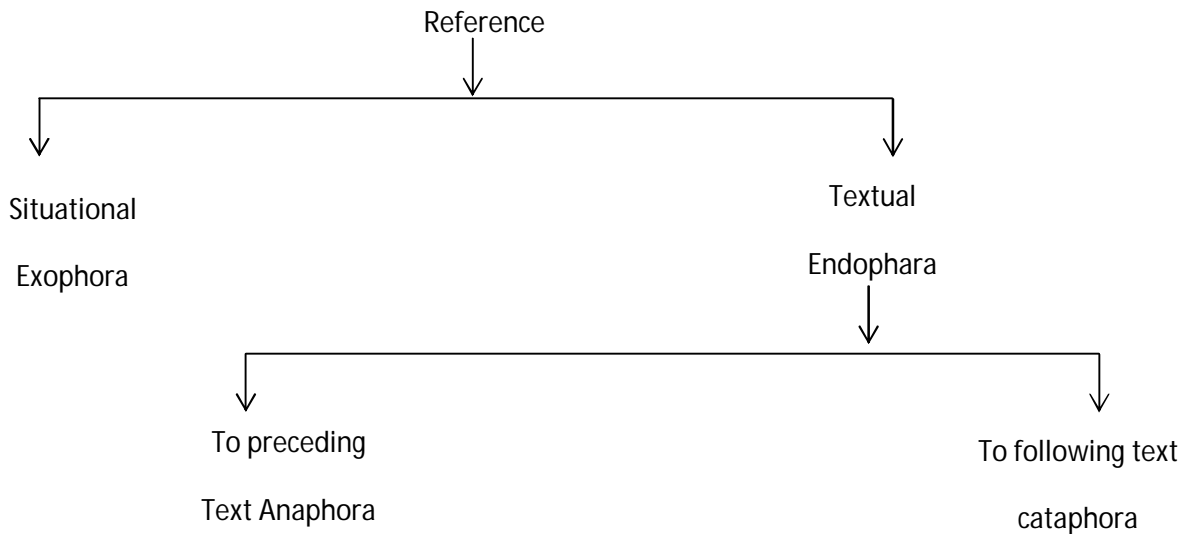 Reference
Situational
Exophora
Textual
Endophara
To preceding
Text Anaphora
To following text
cataphora